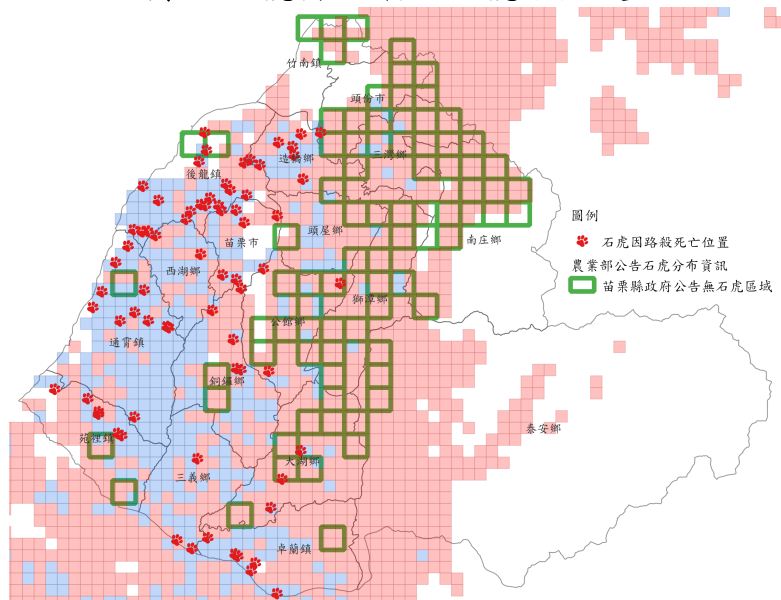 竹南鎮
頭份市
造橋鄉
三灣鄉
後龍鎮
頭屋鄉
苗栗市
南庄鄉
西湖鄉
獅潭鄉
公館鄉
通霄鎮
銅鑼鄉
泰安鄉
苑裡鎮
大湖鄉
三義鄉
卓蘭鎮
圖例
石虎因路殺死亡位置
農業部公告石虎分布資訊
苗栗縣政府公告無石虎區域